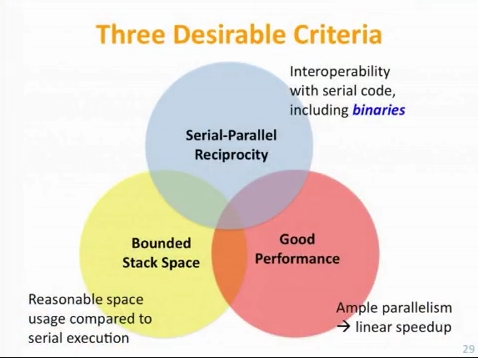 Three Desirable Criteria
Interoperability
with serial code,
including binaries
Serial-Parallel
Reciprocity
Bounded
Stack Space
Good
Performance
Reasonable space
usage compared to
serial execution
Ample parallelism
→ linear speedup
29